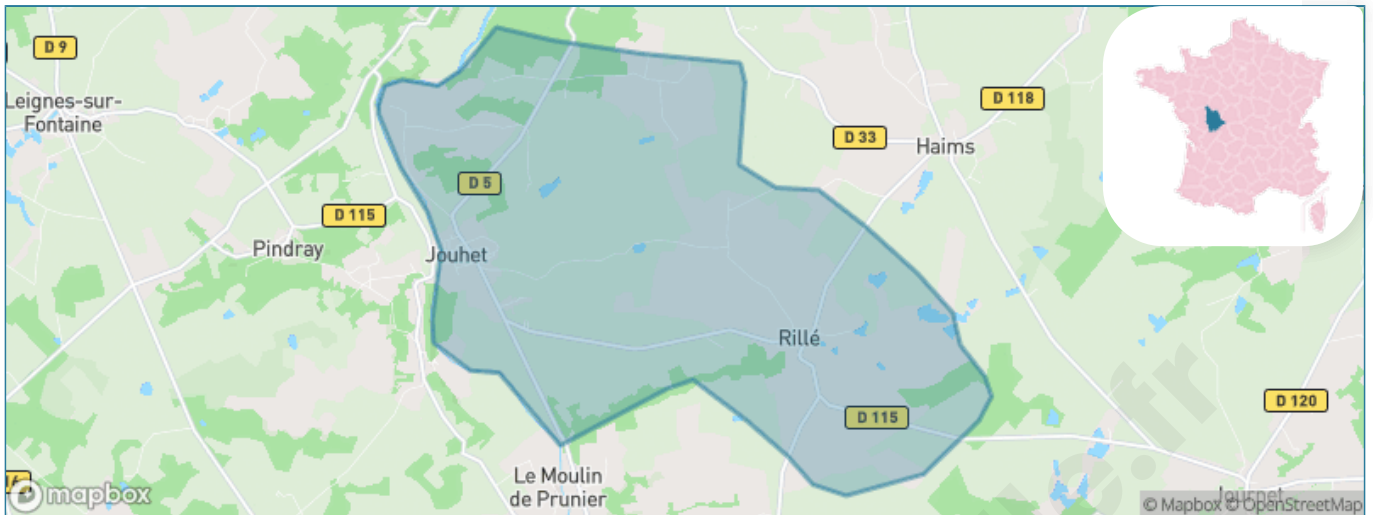 D 9
Leignes-sur-
Fontaine
D 118
D 33
Haims
D 5
D 115
Pindray
Jouhet
Rillé
D 115
D 120
Le Moulin
de Prunier
mapbox
Journet
© Mapbox © OpenStreetMap